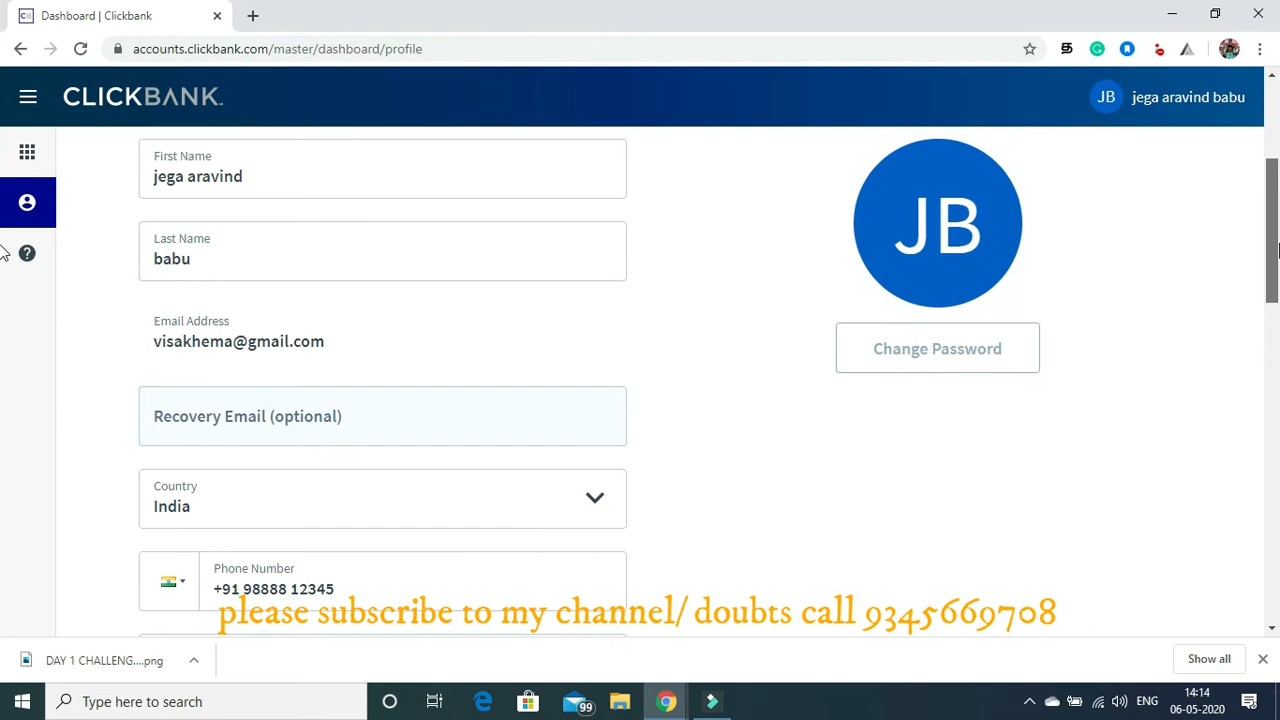 CB Dashboard | Clickbank
accounts.clickbank.com/master/dashboard/profile
CLICKBANK
JB jega aravind babu
First Name
jega aravind
Last Name
babu
JB
Email Address
visakhema@gmail.com
Change Password
Recovery Email (optional)
Country
India
Phone Number
+91 98888 12345
please subscribe to my channel/ doubts call 9345669708
DAY 1 CHALLENG....png
Show all
Type here to search
99
ENG
14:14
06-05-2020